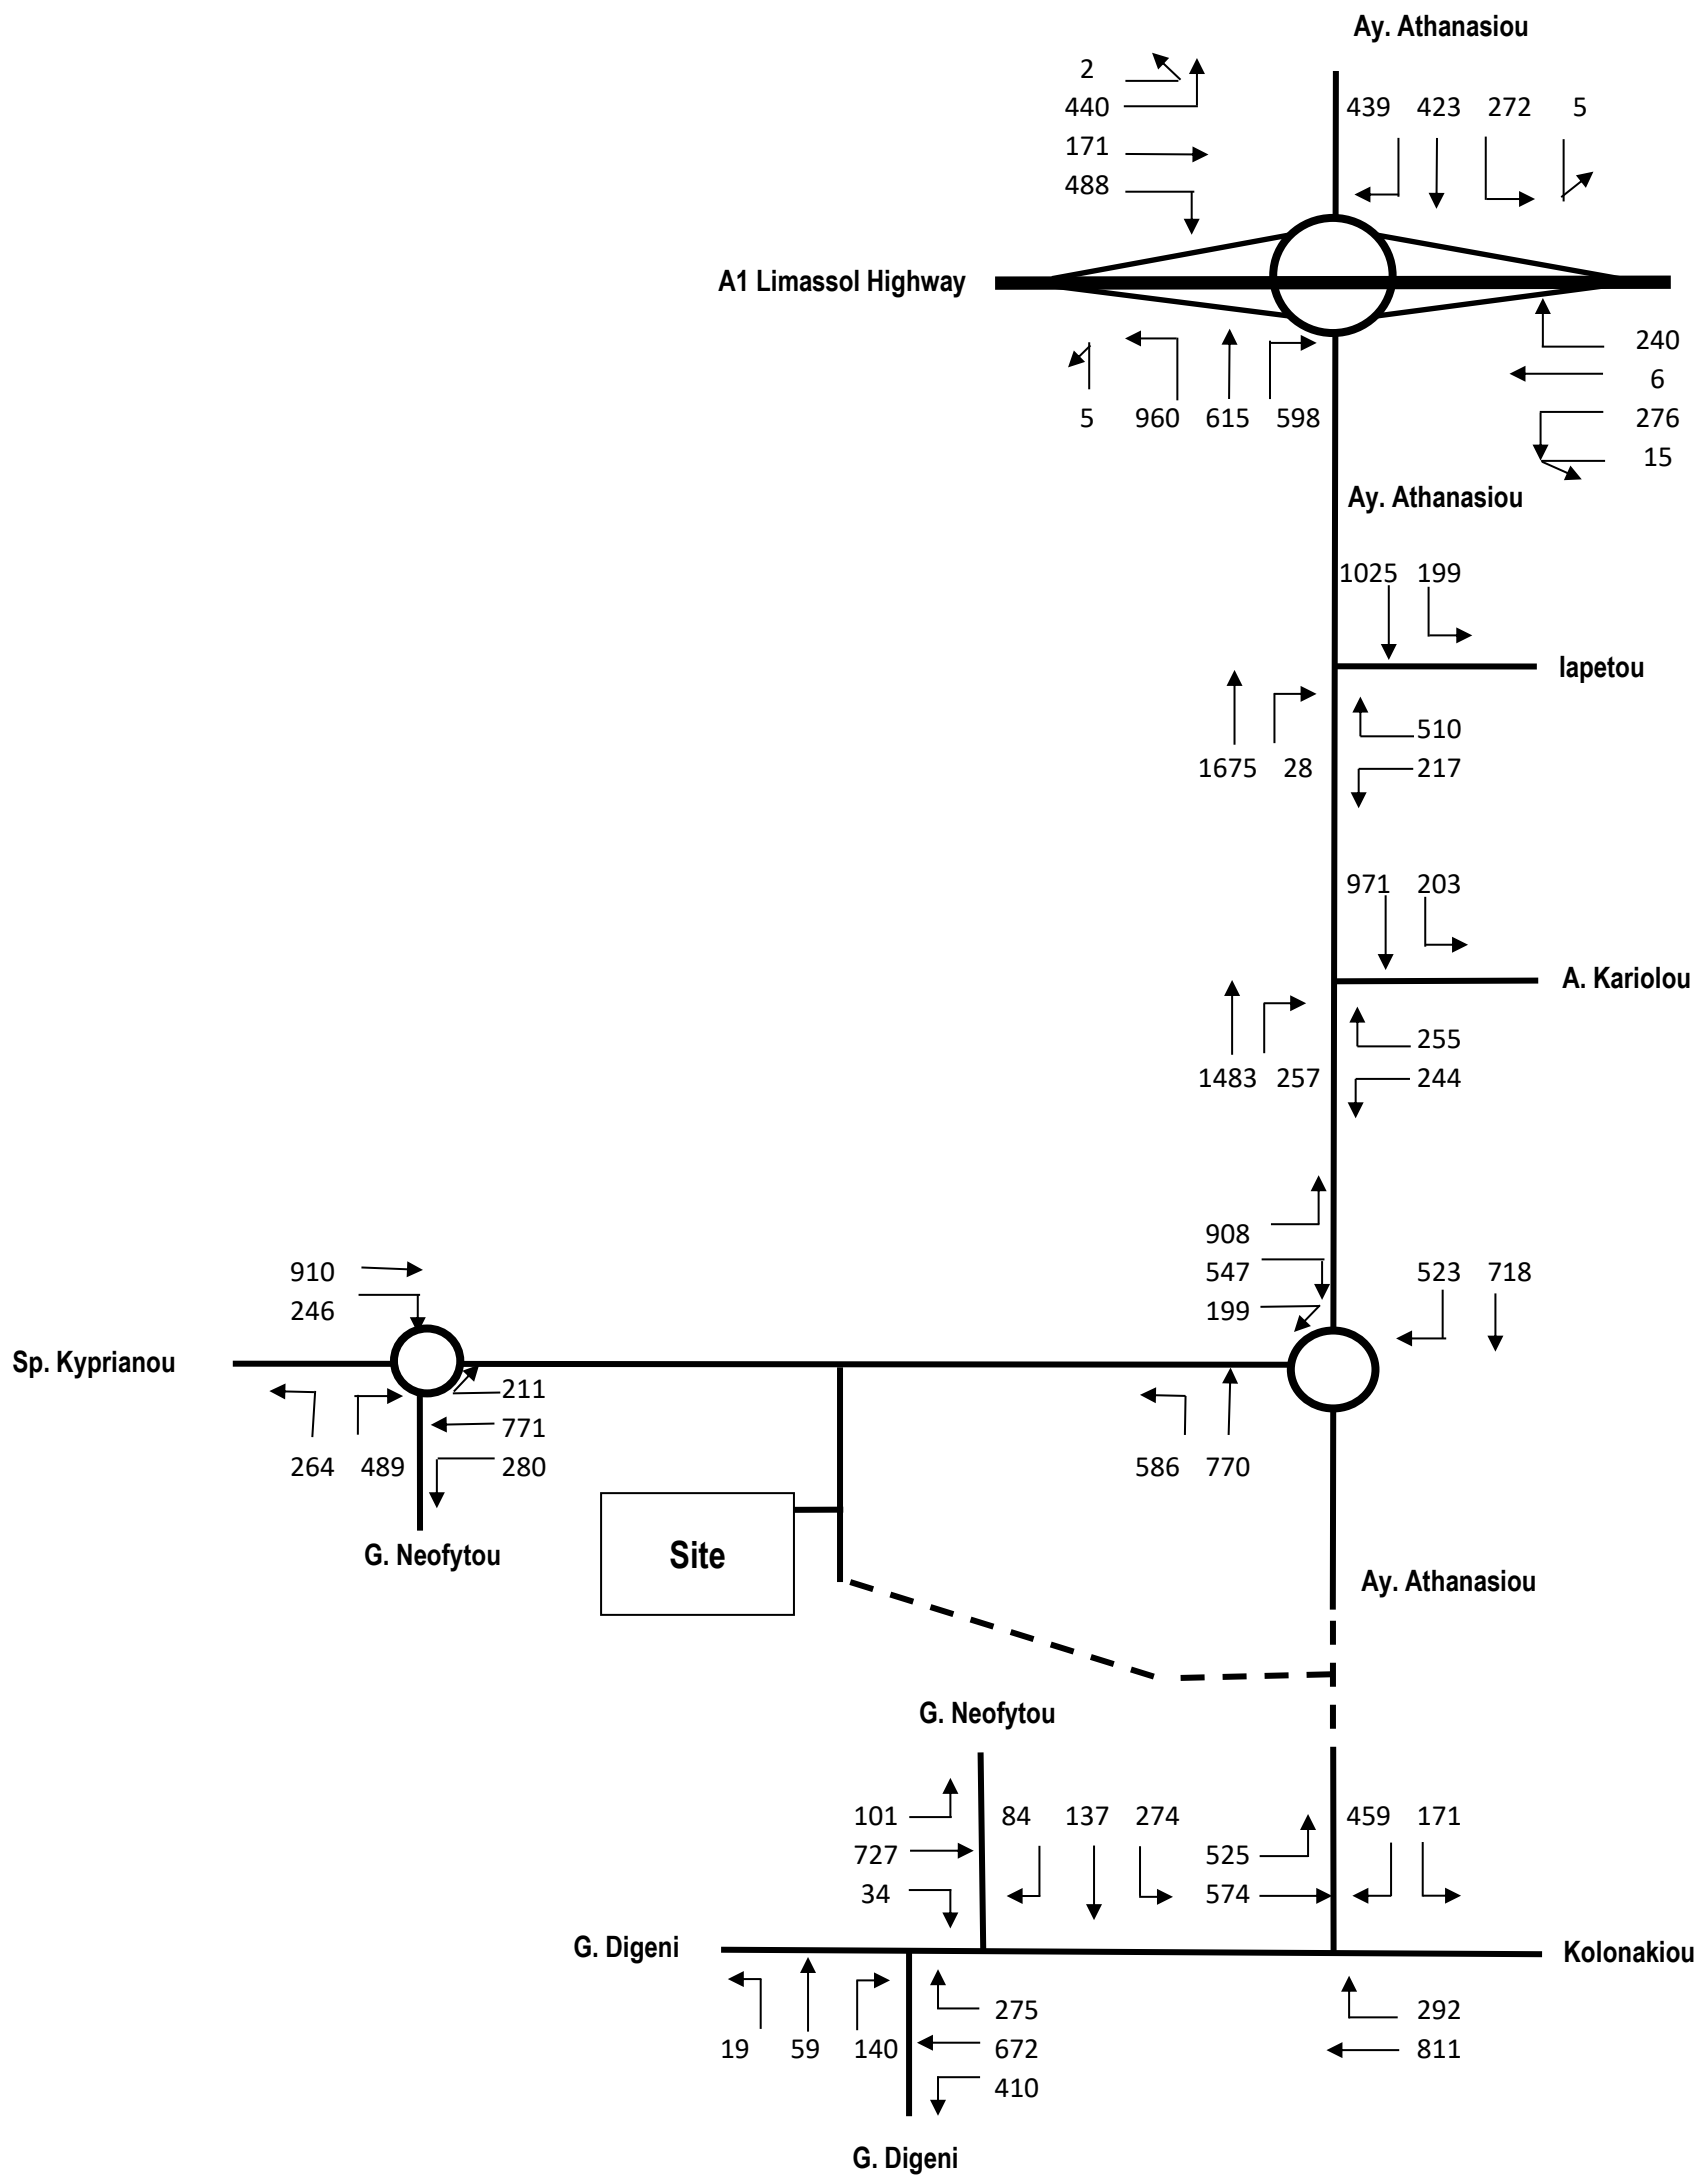 Ay. Athanasiou
2
440
171
488
439 423 272 5
A1 Limassol Highway
240
6
276
15
5 960 615 598
Ay. Athanasiou
1025 199
Iapetou
510
217
1675 28
971 203
A. Kariolou
255
244
1483 257
908
547
199
523 718
910
246
Sp. Kyprianou
211
771
280
264 489
586 770
G. Neofytou
Site
Ay. Athanasiou
G. Neofytou
101
727
34
84 137 274
525
574
459 171
G. Digeni
Kolonakiou
19 59 140
275
672
410
292
811
G. Digeni